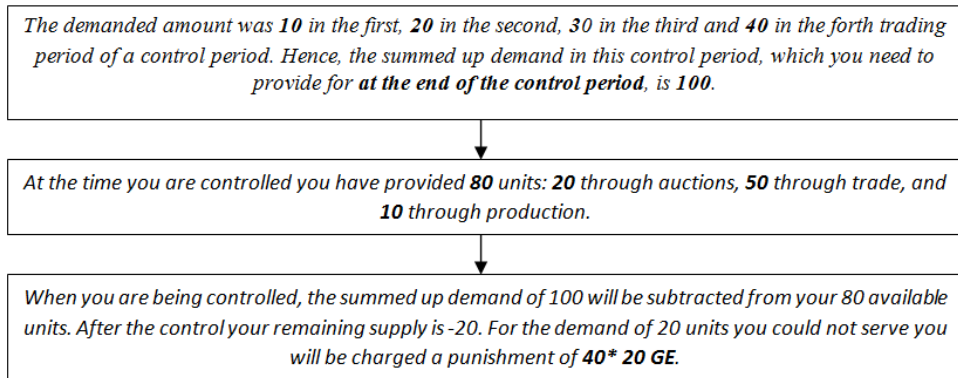 The demanded amount was 10 in the first, 20 in the second, 30 in the third and 40 in the forth trading
period of a control period. Hence, the summed up demand in this control period, which you need to
provide for at the end of the control period, is 100.
At the time you are controlled you have provided 80 units: 20 through auctions, 50 through trade, and
10 through production.
When you are being controlled, the summed up demand of 100 will be subtracted from your 80 available
units. After the control your remaining supply is -20. For the demand of 20 units you could not serve you
will be charged a punishment of 40* 20 GE.